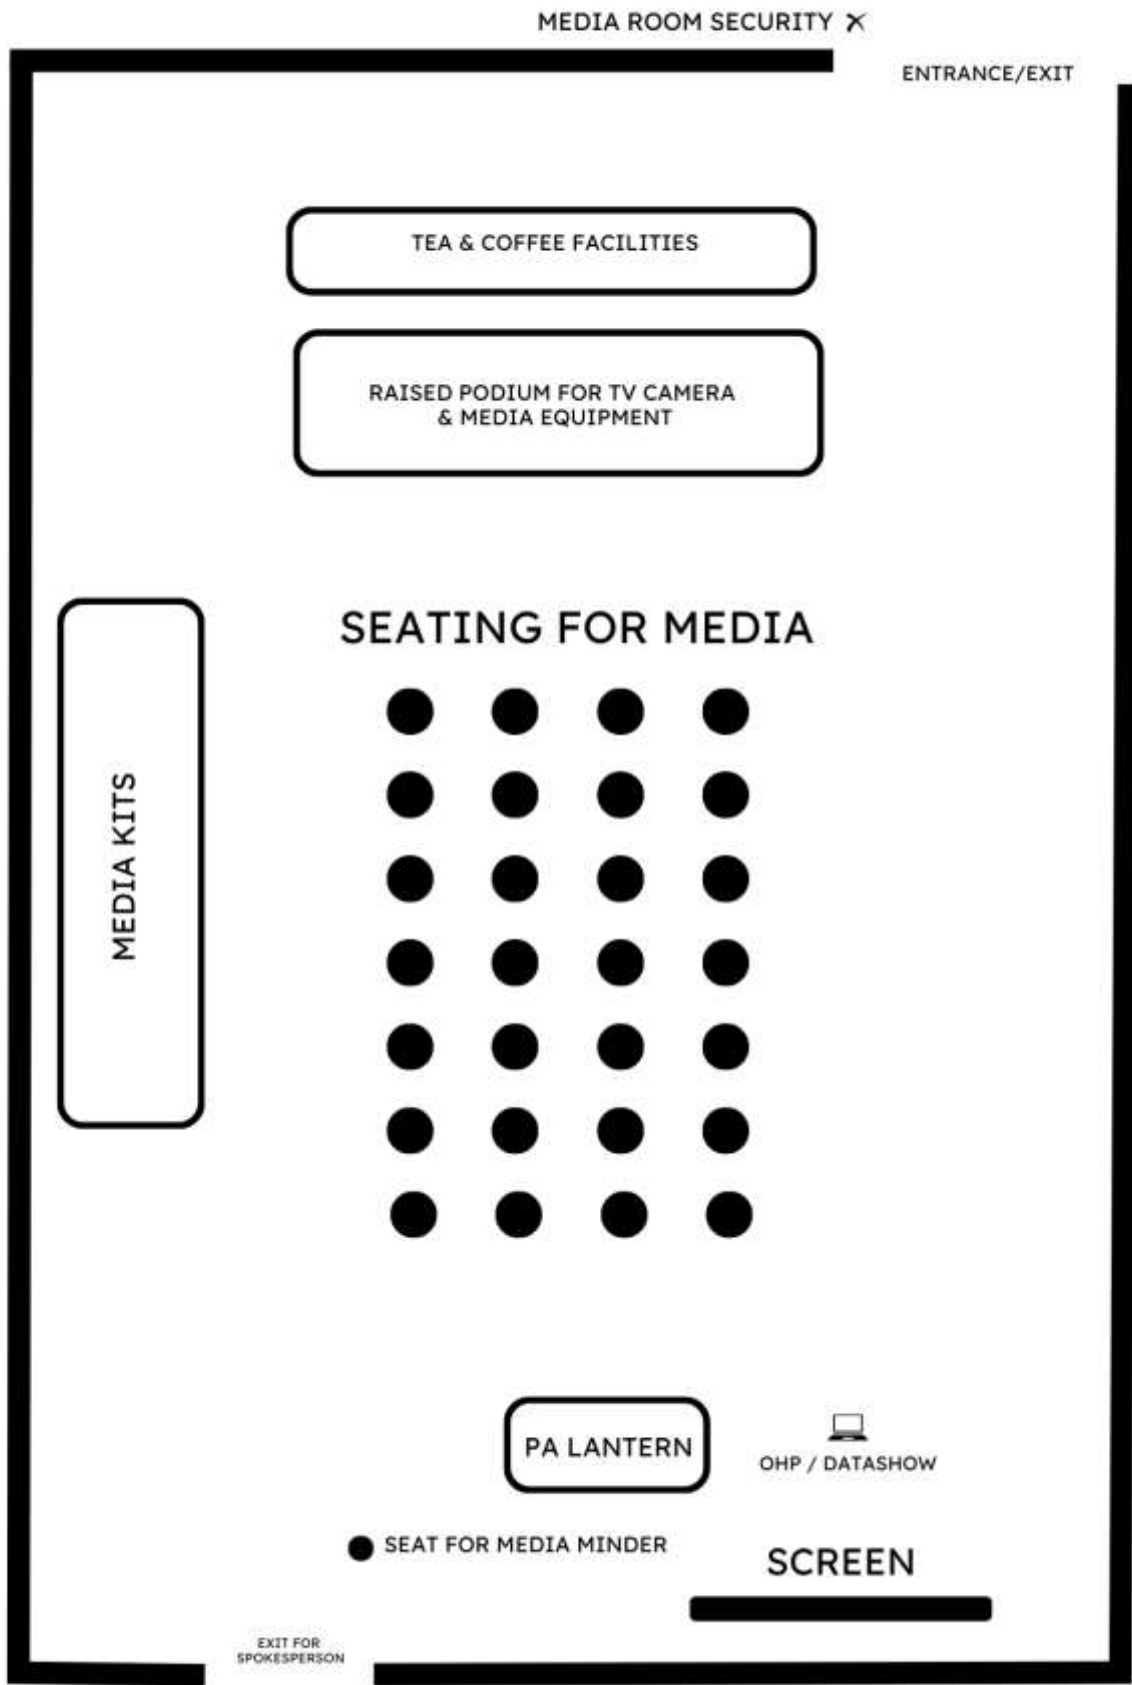 MEDIA ROOM SECURITY
ENTRANCE/EXIT
TEA & COFFEE FACILITIES
RAISED PODIUM FOR TV CAMERA
& MEDIA EQUIPMENT
SEATING FOR MEDIA
MEDIA KITS
PA LANTERN
OHP / DATASHOW
SEAT FOR MEDIA MINDER
SCREEN
EXIT FOR
SPOKESPERSON